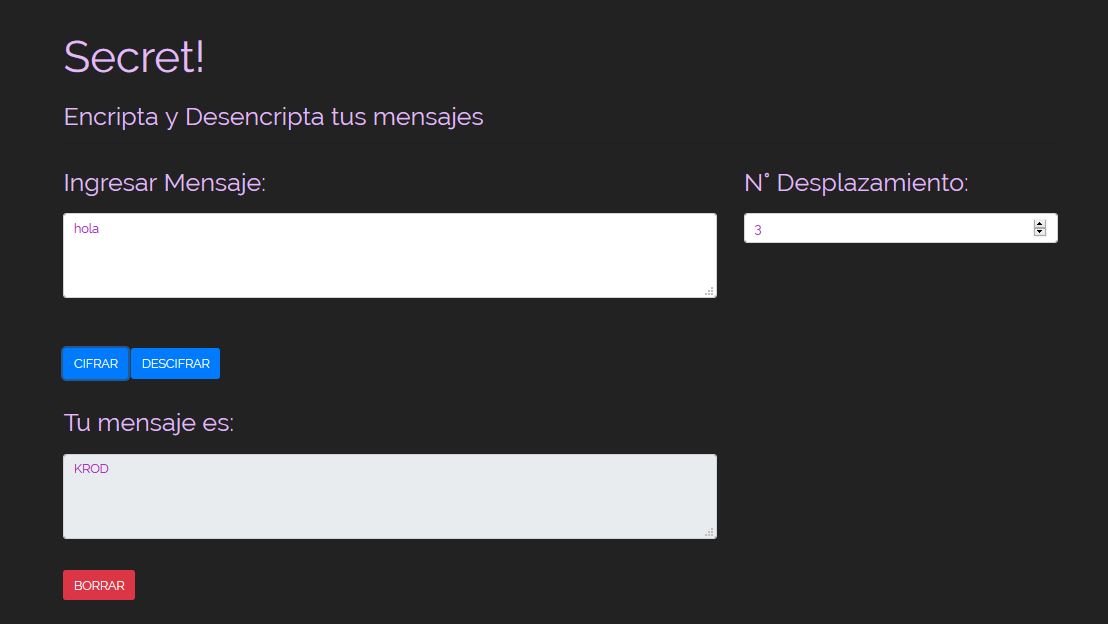 Secret!
Encripta y Desencripta tus mensajes
Ingresar Mensaje:
N° Desplazamiento:
hola
3
CIFRAR
DESCIFRAR
Tu mensaje es:
KROD
BORRAR